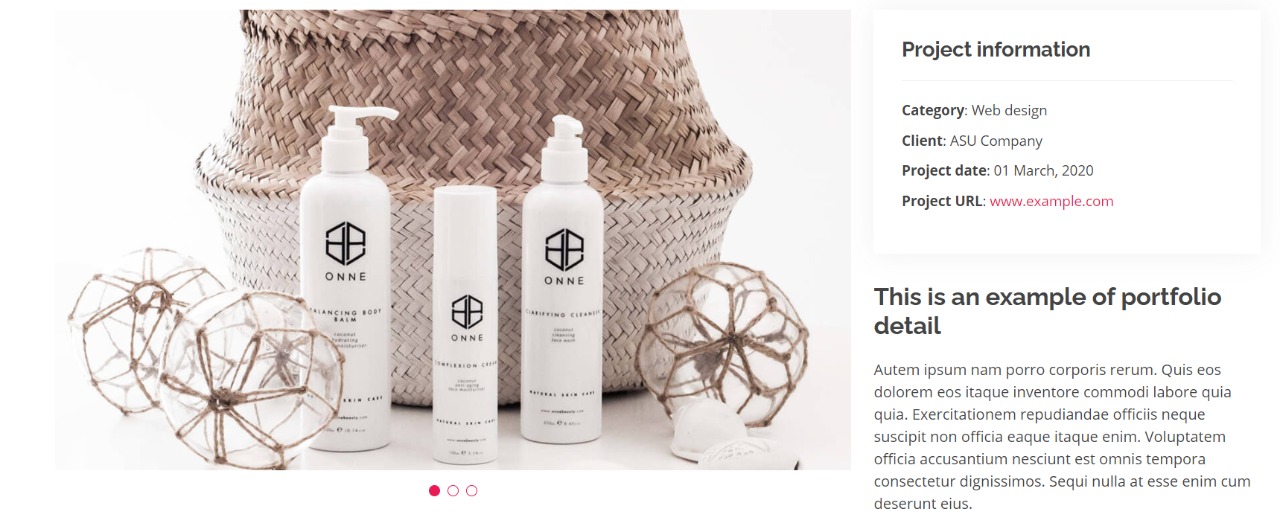 Project information
Category: Web design
Client: ASU Company
Project date: 01 March, 2020
Project URL: www.example.com
This is an example of portfolio
detail
Autem ipsum nam porro corporis rerum. Quis eos
dolorem eos itaque inventore commodi labore quia
quia. Exercitationem repudiandae officiis neque
suscipit non officia eaque itaque enim. Voluptatem
officia accusantium nesciunt est omnis tempora
consectetur dignissimos. Sequi nulla at esse enim cum
deserunt eius.
ONNE
BALANCING BODY
BALM
coconut
hydrating
moisturiser
SKIN CARE
ONNE
COMPLEXION CREAM
coconut
anti-aging
face moisturiser
NATURAL SKIN CARE
ONNE
CLARIFYING CLEANSER
coconut
cleansing
face wash
NATURAL SKIN CARE